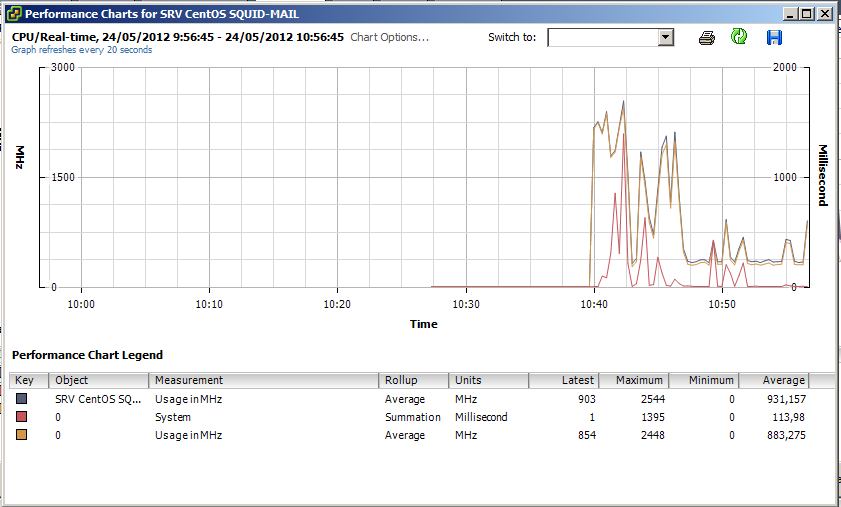 Performance Charts for SRV CentOS SQUID-MAIL
CPU/Real-time, 24/05/2012 9:56:45 - 24/05/2012 10:56:45 Chart Options... Switch to:
Graph refreshes every 20 seconds
3000 2000
MHz 1500 1000 Millisecond
0 0
10:00 10:10 10:20 10:30 10:40 10:50
Time
Performance Chart Legend
Key Object Measurement Rollup Units Latest Maximum Minimum Average
SRV CentOS SQ... Usage in MHz Average MHz 903 2544 0 931,157
0 System Summation Millisecond 1 1395 0 113,98
0 Usage in MHz Average MHz 854 2448 0 883,275